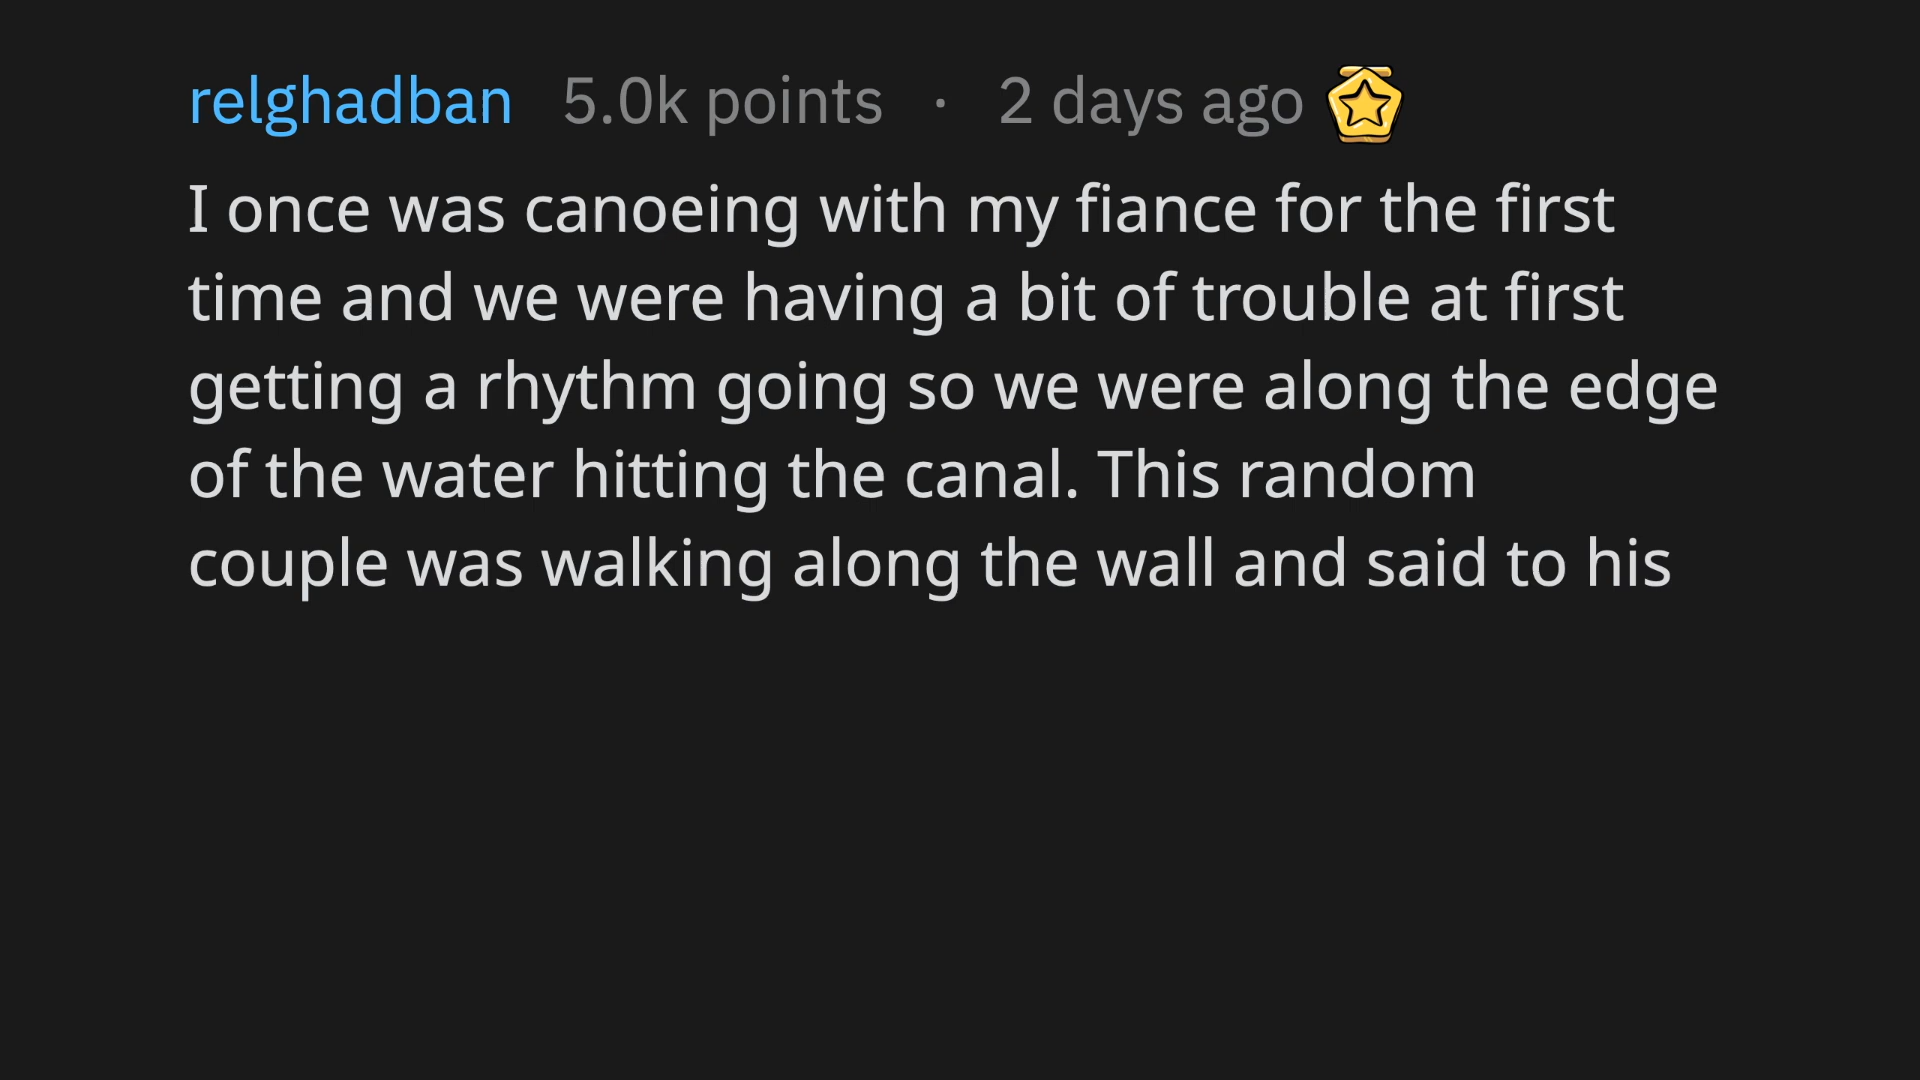 relghadban 5.0k points · 2 days ago
I once was canoeing with my fiance for the first
time and we were having a bit of trouble at first
getting a rhythm going so we were along the edge
of the water hitting the canal. This random
couple was walking along the wall and said to his